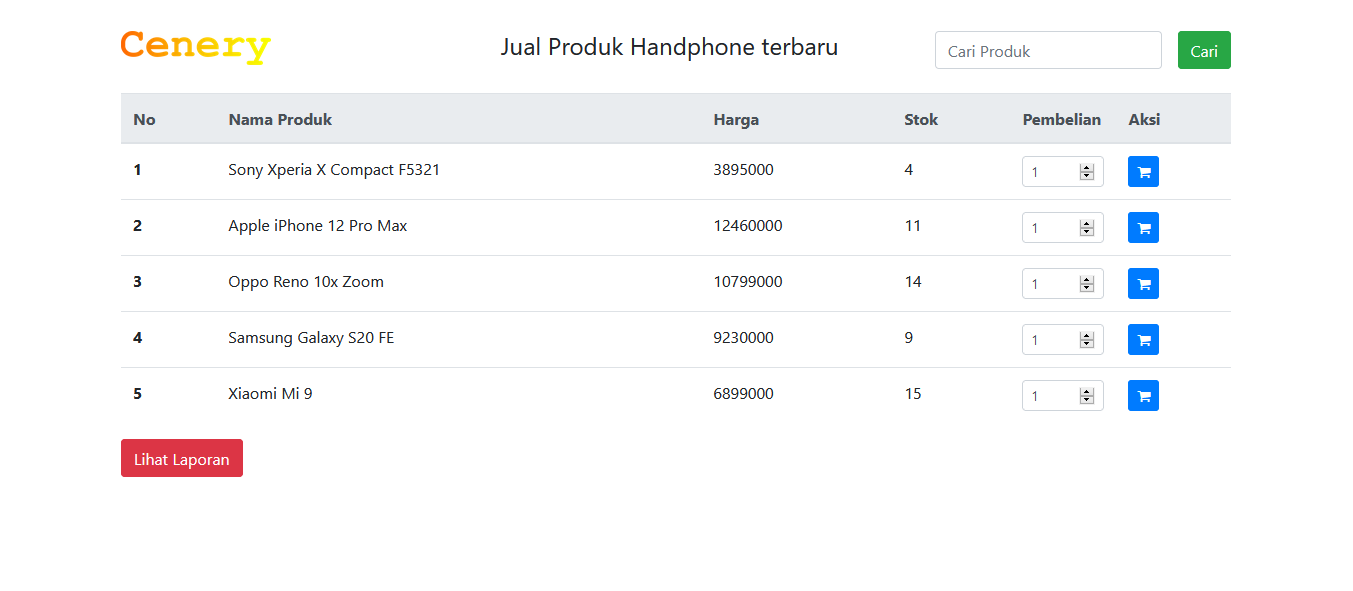 Cenery
Jual Produk Handphone terbaru
Cari Produk
Cari
No Nama Produk Harga Stok Pembelian Aksi
1 Sony Xperia X Compact F5321 3895000 4 1
2 Apple iPhone 12 Pro Max 12460000 11 1
3 Oppo Reno 10x Zoom 10799000 14 1
4 Samsung Galaxy S20 FE 9230000 9 1
5 Xiaomi Mi 9 6899000 15 1
Lihat Laporan